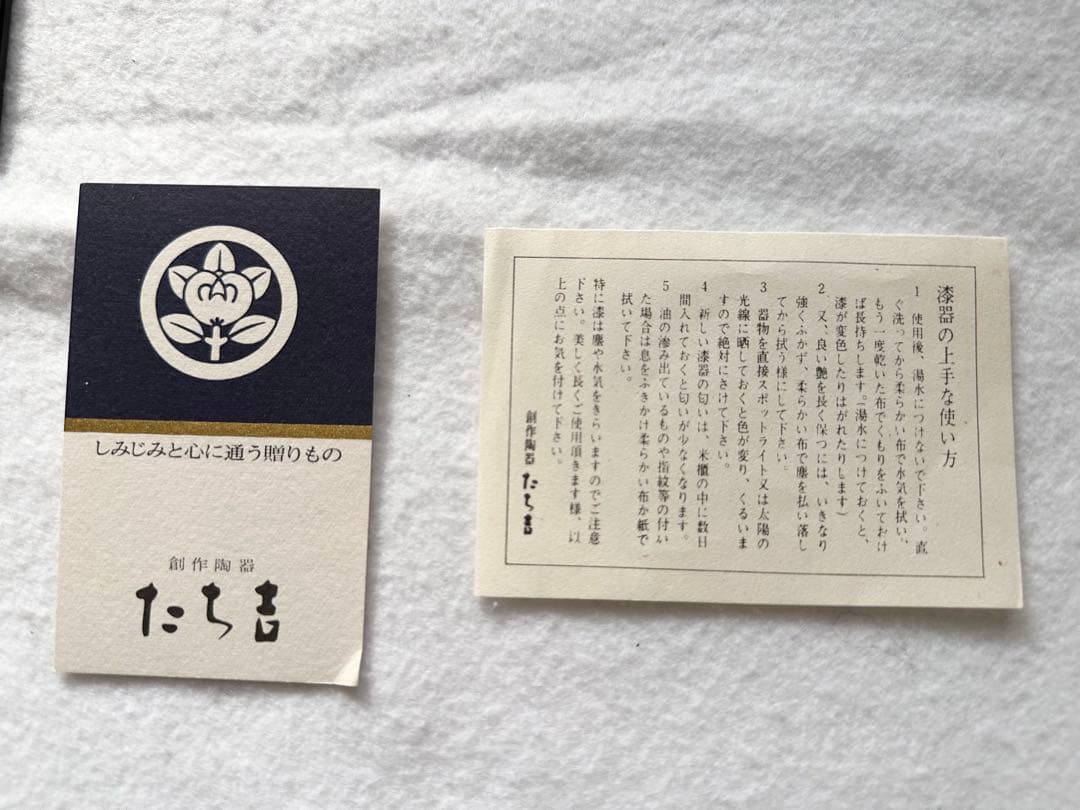 しみじみと心に通う贈りもの
創作陶器
たち吉
漆器の上手な使い方
1 使用後、湯水につけないで下さい。直
ぐ洗ってから柔らかい布で水気を拭い、
もう一度乾いた布でくもりをふいておけ
ば長持ちします。(湯水につけておくと、
漆が変色したりはがれたりします)
2 又、良い艶を長く保つには、いきなり
強くふかず、柔らかい布で塵を払い落し
てから拭う様にして下さい。
3 器物を直接スポットライト又は太陽の
光線に晒しておくと色が変り、くるいま
すので絶対にさけて下さい。
4 新しい漆器の匂いは、米櫃の中に数日
間入れておくと匂いが少なくなります。
5 油の滲み出ているものや指紋等の付い
た場合は息をふきかけ柔らかい布か紙で
拭いて下さい。
特に漆は塵や水気をきらいますのでご注意
下さい。美しく長くご使用頂きます様、以
上の点にお気を付けて下さい。
創作陶器 たち吉